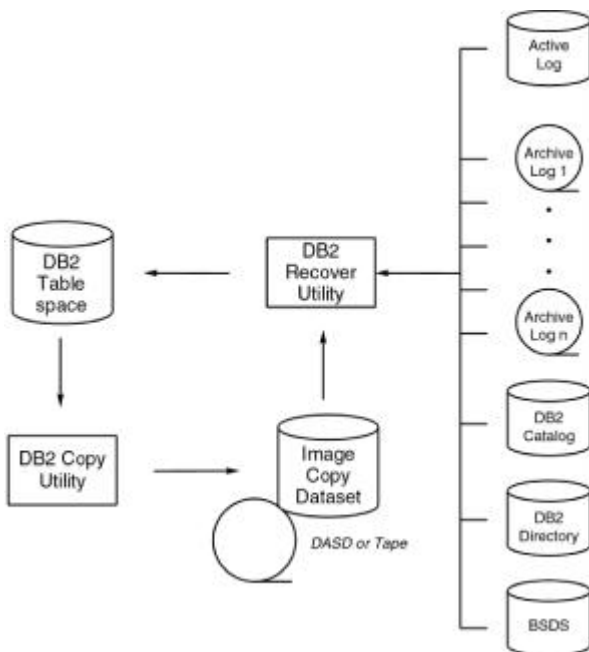 Active
Log
Archive
Log 1
DB2
Table
space
DB2
Recover
Utility
Archive
Log n
DB2 Copy
Utility
Image
Copy
Dataset
DASD or Tape
DB2
Catalog
DB2
Directory
BSDS